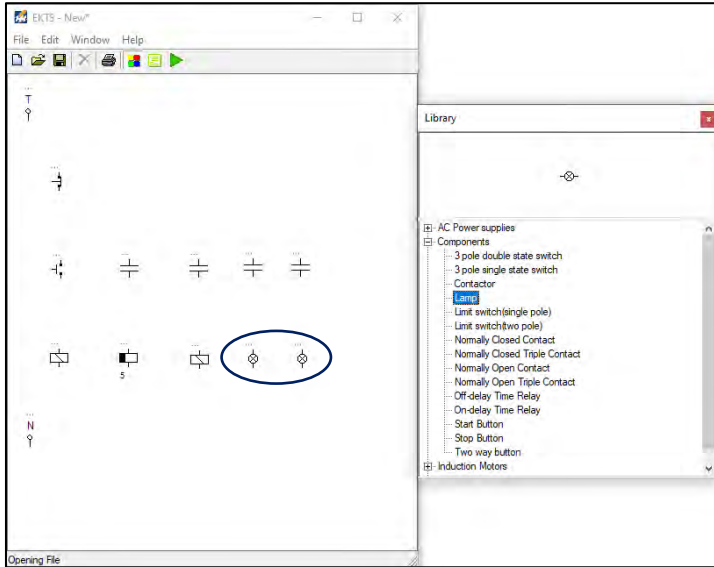 EKTS - New*
File Edit Window Help
...
T
...
...
... ... ... ...
... ... ... ... ...
5
...
N
Opening File
Library
AC Power supplies
Components
3 pole double state switch
3 pole single state switch
Contactor
Lamp
Limit switch(single pole)
Limit switch(two pole)
Normally Closed Contact
Normally Closed Triple Contact
Normally Open Contact
Normally Open Triple Contact
Off-delay Time Relay
On-delay Time Relay
Start Button
Stop Button
Two way button
Induction Motors